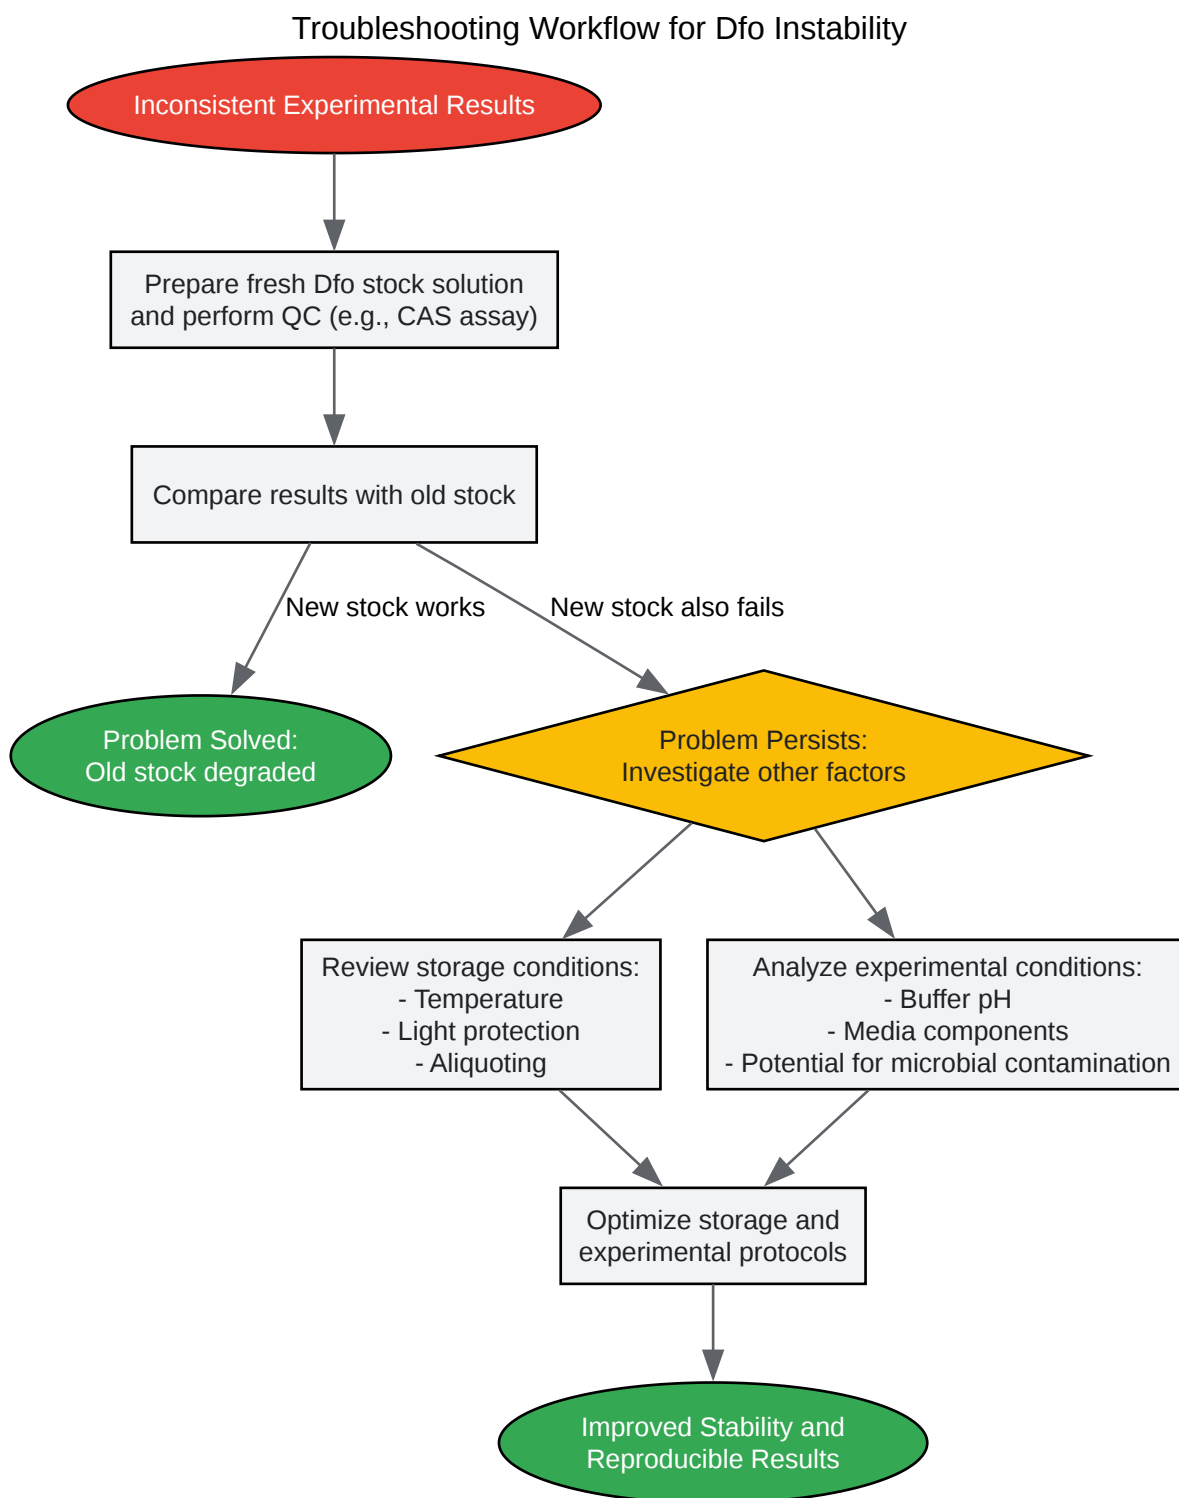 Troubleshooting Workflow for Dfo Instability
Inconsistent Experimental Results
Prepare fresh Dfo stock solution
and perform QC (e.g., CAS assay)
Compare results with old stock
New stock works
New stock also fails
Problem Solved:
Old stock degraded
Problem Persists:
Investigate other factors
Review storage conditions:
- Temperature
- Light protection
- Aliquoting
Analyze experimental conditions:
- Buffer pH
- Media components
- Potential for microbial contamination
Optimize storage and
experimental protocols
Improved Stability and
Reproducible Results